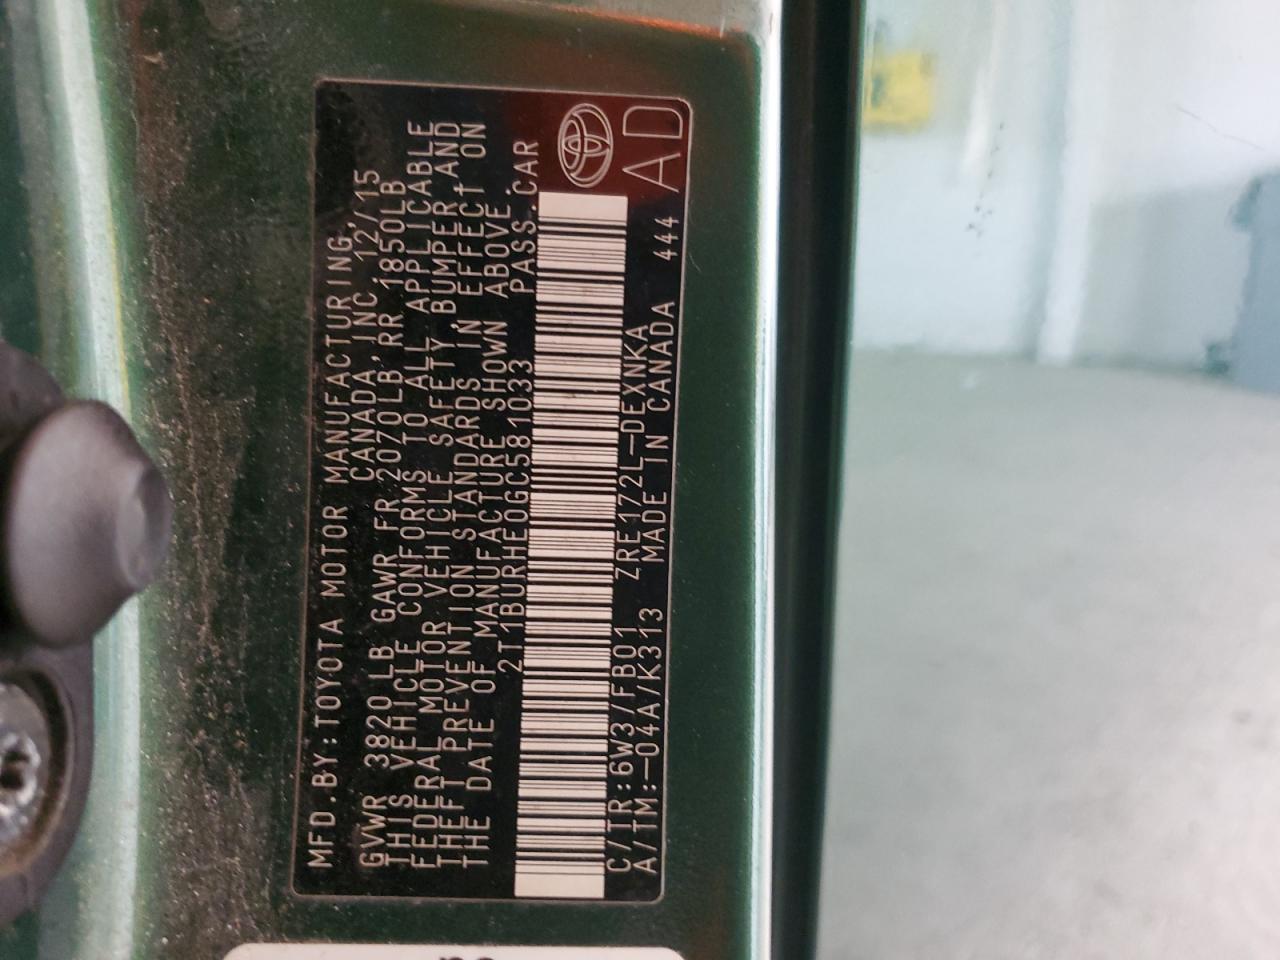 MFD.BY:TOYOTA MOTOR MANUFACTURING,
CANADA,INC. 12/15
GVWR 3820 LB GAWR FR 2070LB,RR 1850LB
THIS VEHICLE CONFORMS TO ALL APPLICABLE
FEDERAL MOTOR VEHICLE SAFETY,BUMPER,AND
THEFT PREVENTION STANDARDS IN EFFECT ON
THE DATE OF MANUFACTURE SHOWN ABOVE.
2T1BURHE0GC581033 PASS.CAR
C/TR:6W3/FB01 ZRE172L-DEXNKA
A/TM:-04A/K313 MADE IN CANADA 444
AD